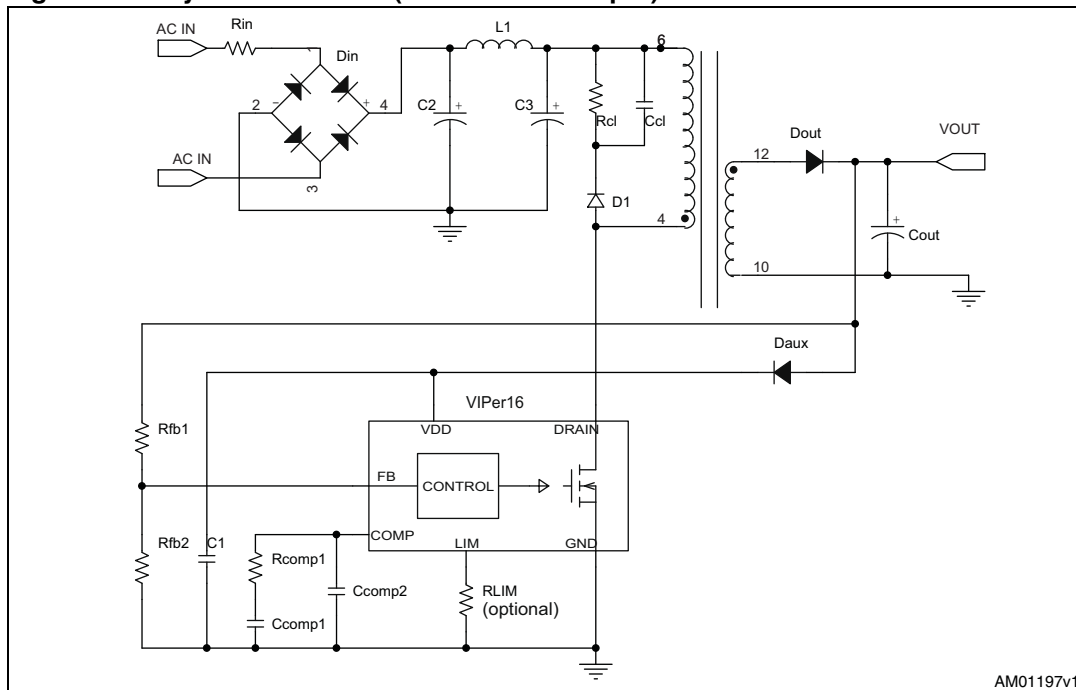 AC IN
Rin
Din
1
2
-
+
4
AC IN
3
L1
C2
+
C3
+
Rcl
Ccl
6
D1
4
12
Dout
VOUT
+
Cout
10
Daux
VIPer16
VDD
DRAIN
Rfb1
FB
CONTROL
Rfb2
C1
COMP
LIM
GND
Rcomp1
Ccomp2
RLIM
(optional)
Ccomp1
AM01197v1